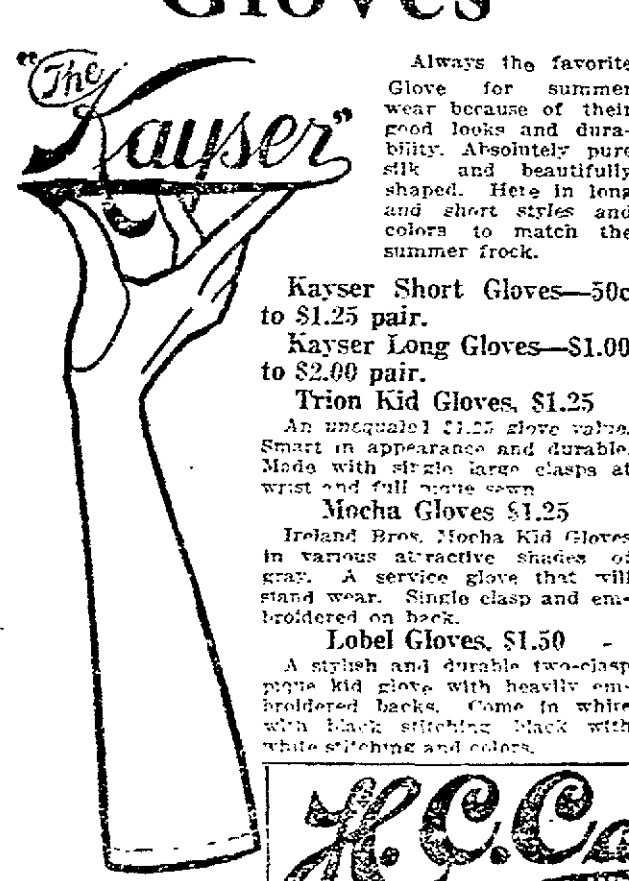 Gloves
"The
Kayser"
Always the favorite
Glove for summer
wear because of their
good looks and dura-
bility. Absolutely pure
silk and beautifully
shaped. Here in long
and short styles and
colors to match the
summer frock.
Kayser Short Gloves—50c
to $1.25 pair.
Kayser Long Gloves—$1.00
to $2.00 pair.
Trion Kid Gloves, $1.25
An unequaled $1.25 glove value.
Smart in appearance and durable.
Made with single large clasps at
wrist and full pique sewn
Mocha Gloves $1.25
Ireland Bros. Mocha Kid Gloves
in various attractive shades of
gray. A service glove that will
stand wear. Single clasp and em-
broidered on back.
Lobel Gloves, $1.50
A stylish and durable two-clasp
pique kid glove with heavily em-
broidered backs. Come in white
with black stitching black with
white stitching and colors.
H. C. Ca